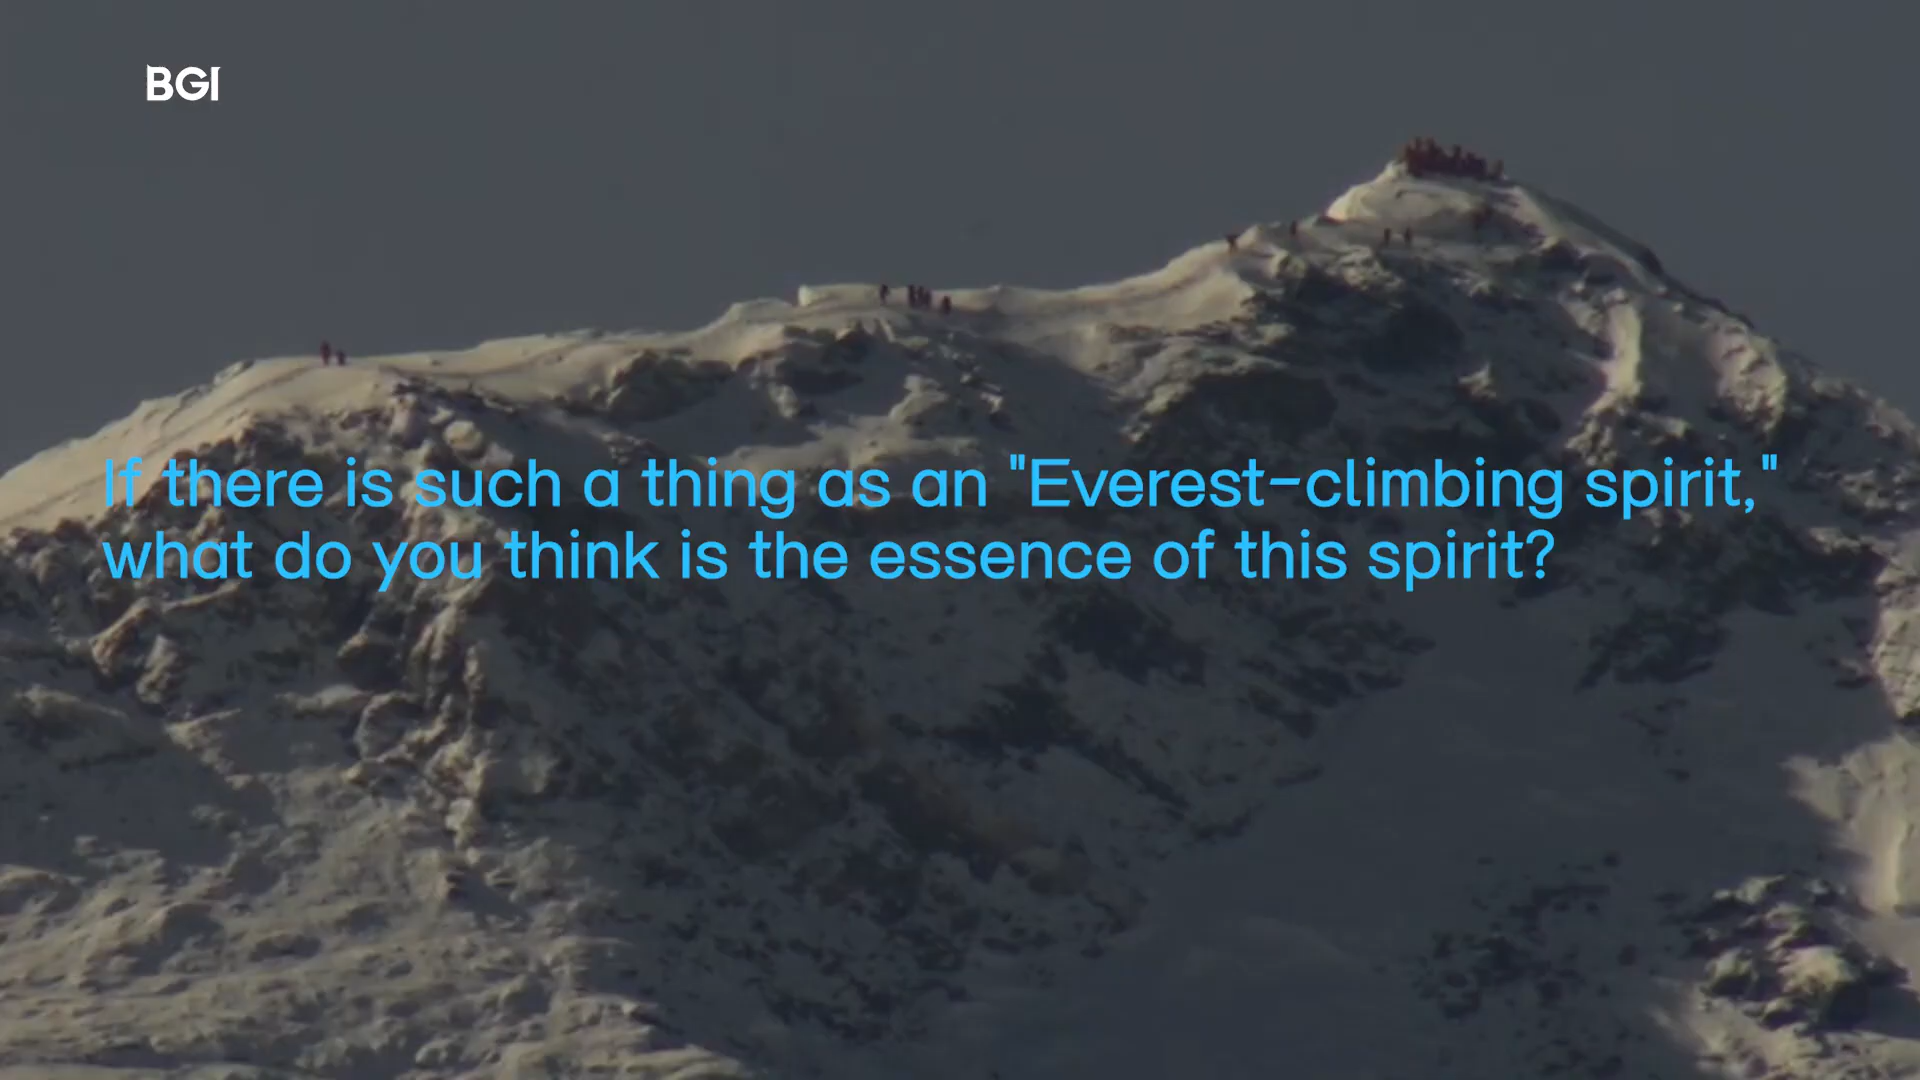 BGI
If there is such a thing as an "Everest-climbing spirit,"
what do you think is the essence of this spirit?